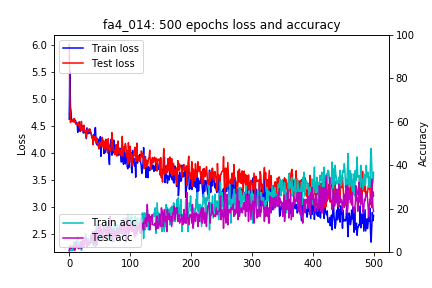 fa4_014: 500 epochs loss and accuracy
Train loss
Test loss
Train acc
Test acc
Loss
6.0
5.5
5.0
4.5
4.0
3.5
3.0
2.5
Accuracy
100
80
60
40
20
0
0
100
200
300
400
500